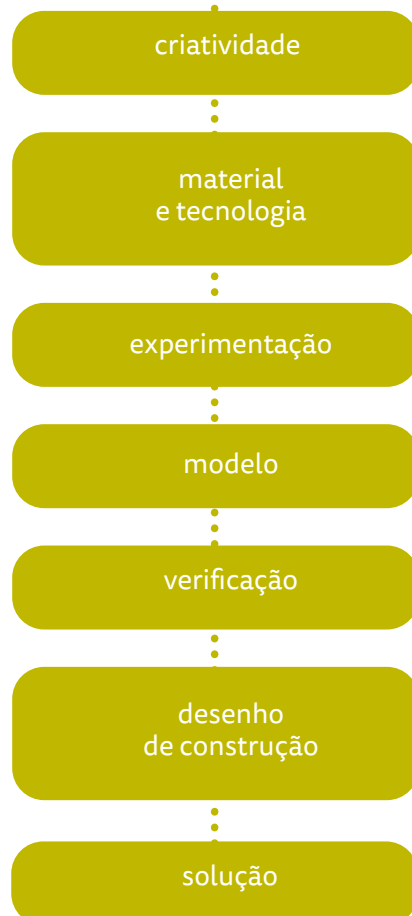 criatividade
material
e tecnologia
experimentação
modelo
verificação
desenho
de construção
solução